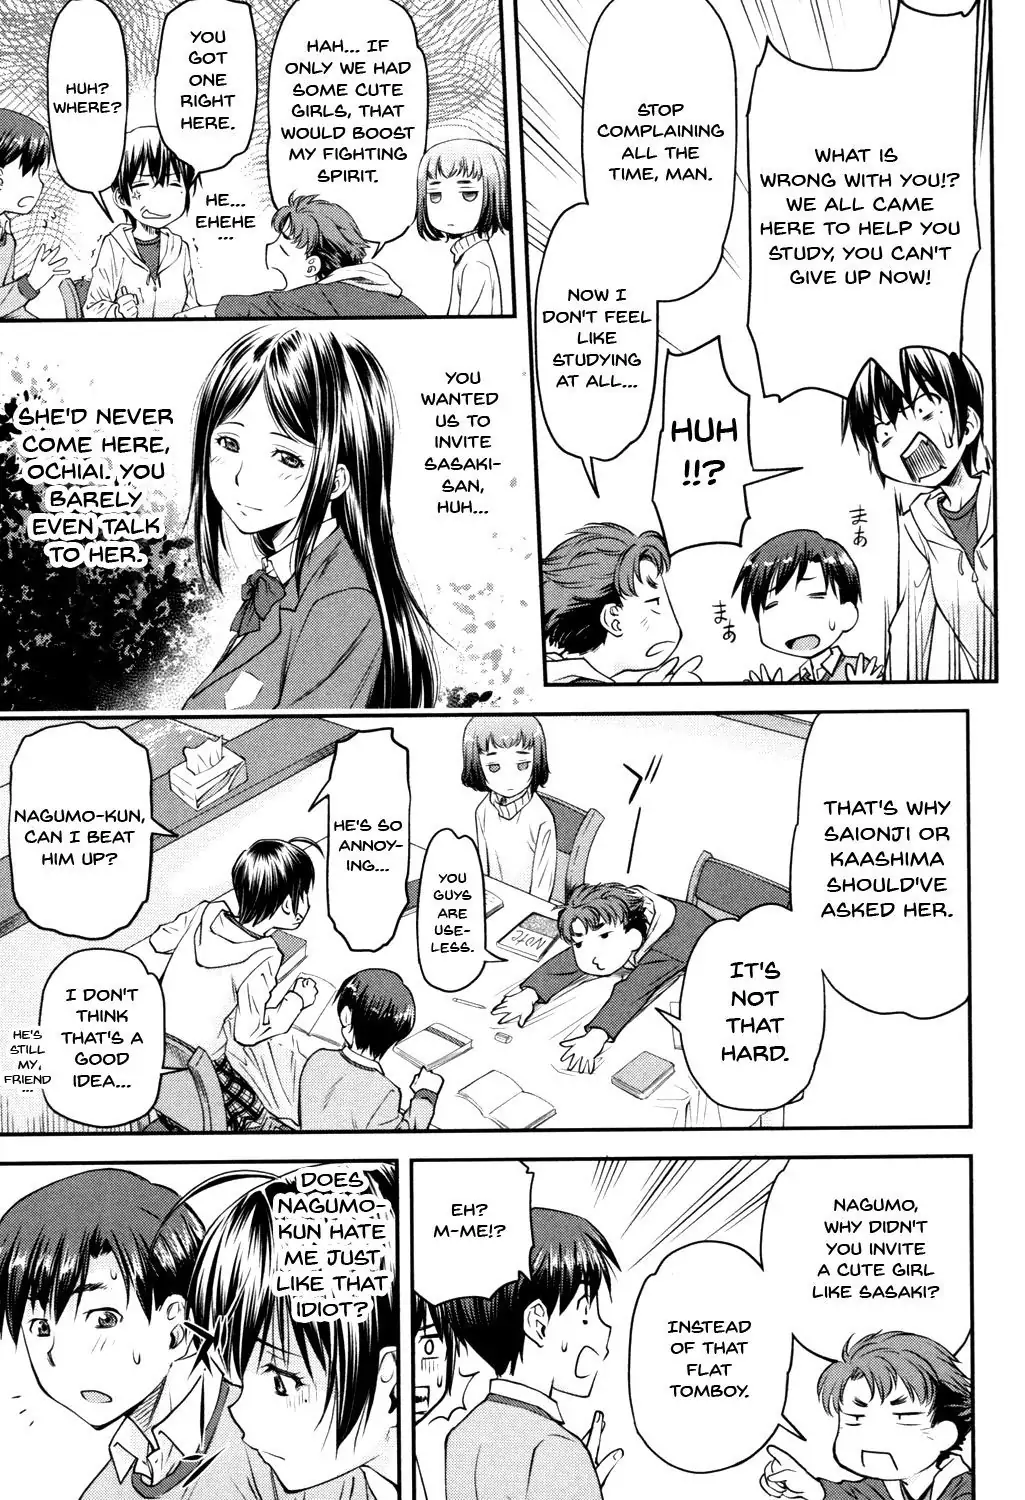 WHAT IS
WRONG WITH YOU!?
WE ALL CAME
HERE TO HELP YOU
STUDY, YOU CAN'T
GIVE UP NOW!
STOP
COMPLAINING
ALL THE
TIME, MAN.
NOW I
DON'T FEEL
LIKE
STUDYING
AT ALL...
HUH
!!?
まぁ
まぁ
HAH... IF
ONLY WE HAD
SOME CUTE
GIRLS, THAT
WOULD BOOST
MY FIGHTING
SPIRIT.
YOU
GOT
ONE
RIGHT
HERE.
HE...
EHEHE
...
HUH?
WHERE?
YOU
WANTED
US TO
INVITE
SASAKI-
SAN,
HUH...
SHE'D NEVER
COME HERE,
OCHIAI. YOU
BARELY
EVEN TALK
TO HER.
THAT'S WHY
SAIONJI OR
KAASHIMA
SHOULD'VE
ASKED HER.
IT'S
NOT
THAT
HARD.
YOU
GUYS ARE
USE-
LESS.
HE'S SO
ANNOY-
ING...
NAGUMO-KUN,
CAN I BEAT
HIM UP?
I DON'T
THINK
THAT'S A
GOOD
IDEA...
HE'S
STILL
MY
FRIEND
...
NOTE
NAGUMO,
WHY DIDN'T
YOU INVITE
A CUTE GIRL
LIKE SASAKI?
INSTEAD
OF THAT
FLAT
TOMBOY.
EH?
M-ME!?
DOES
NAGUMO-
KUN HATE
ME JUST
LIKE THAT
IDIOT?